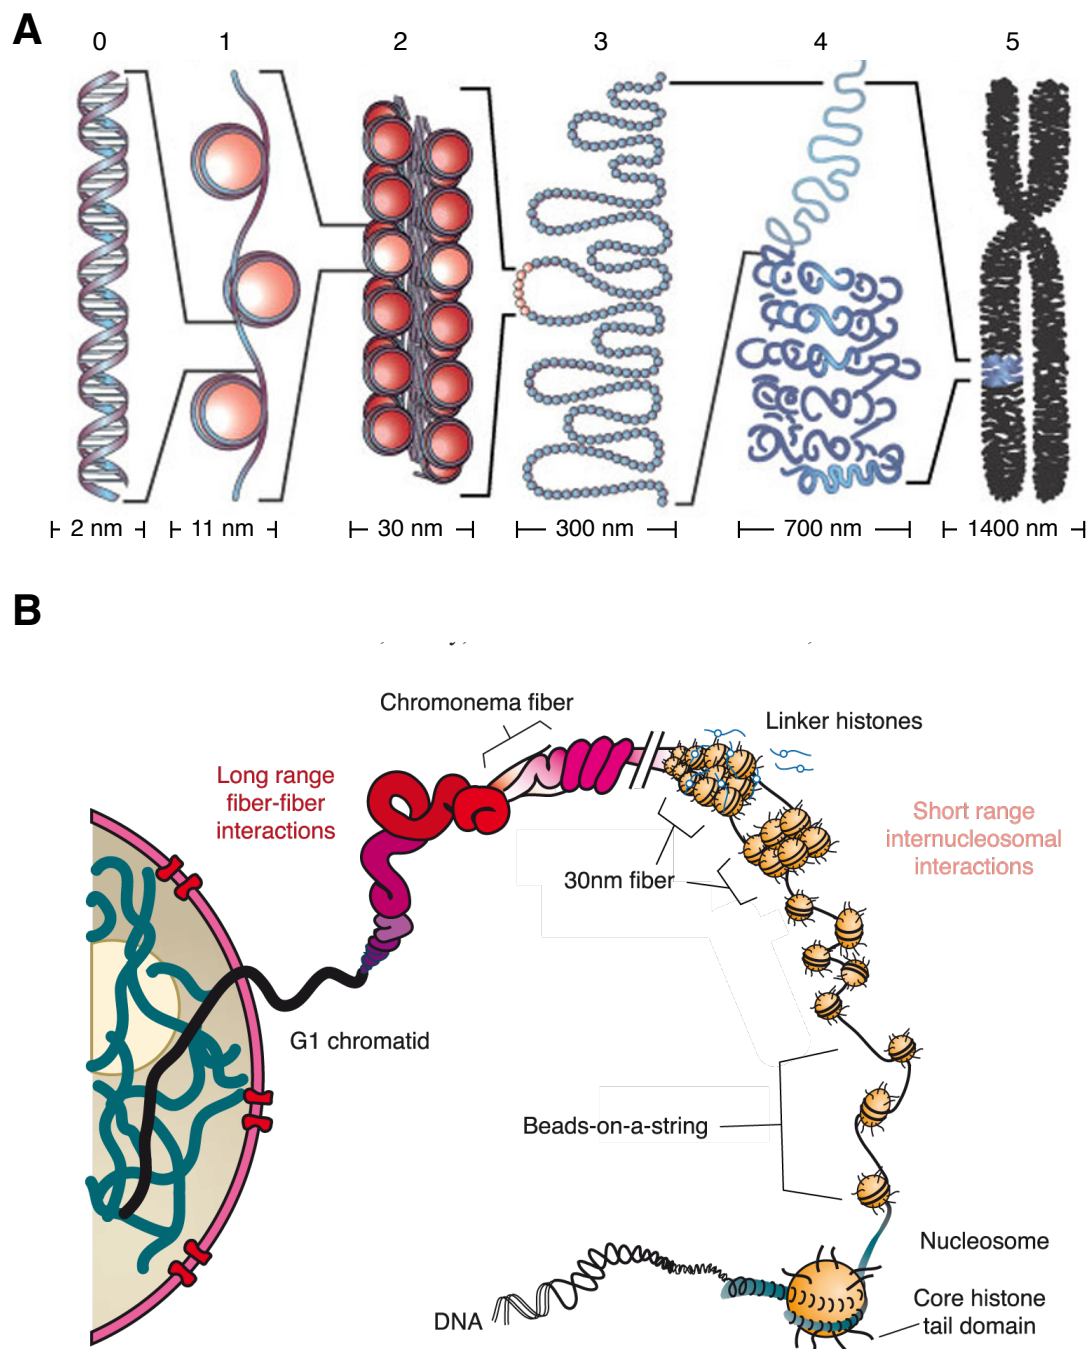 A
0 1 2 3 4 5
2 nm 11 nm 30 nm 300 nm 700 nm 1400 nm
B
Chromonema fiber
Linker histones
Long range
fiber-fiber
interactions
Short range
internucleosomal
interactions
30nm fiber
G1 chromatid
Beads-on-a-string
Nucleosome
DNA
Core histone
tail domain